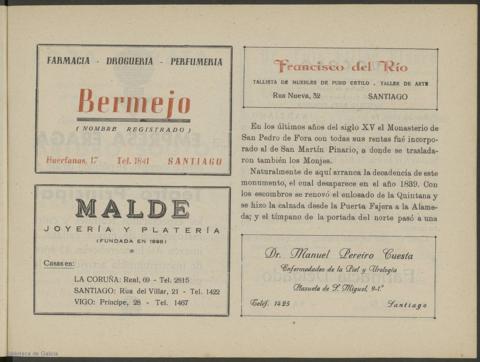 FARMACIA - DROGUERIA - PERFUMERIA
Bermejo
(NOMBRE REGISTRADO)
Huerfanas, 17 Tel. 1841 SANTIAGO
MALDE
JOYERÍA Y PLATERÍA
Casas en:
LA CORUÑA: Real, 69 - Tel. 2815
SANTIAGO: Rúa del Villar, 21 - Tel. 1422
VIGO: Príncipe, 28 - Tel. 1467
Francisco del Río
TALLISTA DE MUEBLES DE PURO ESTILO - TALLER DE ARTE
Rua Nueva, 32 SANTIAGO
En los últimos años del siglo XV el Monasterio de
San Pedro de Fora con todas sus rentas fué incorpo-
rado al de San Martín Pinario, a donde se traslada-
ron también los Monjes.
Naturalmente de aquí arranca la decadencia de este
monumento, el cual desaparece en el año 1839. Con
los escombros se renovó el enlosado de la Quintana y
se hizo la calzada desde la Puerta Fajera a la Alame-
da; y el tímpano de la portada del norte pasó a una
Dr. Manuel Pereiro Cuesta
Enfermedades de la Piel y Urología
Plazuela de S. Miguel, 9-1.º
Teléf. 1425 Santiago
Biblioteca de Galicia